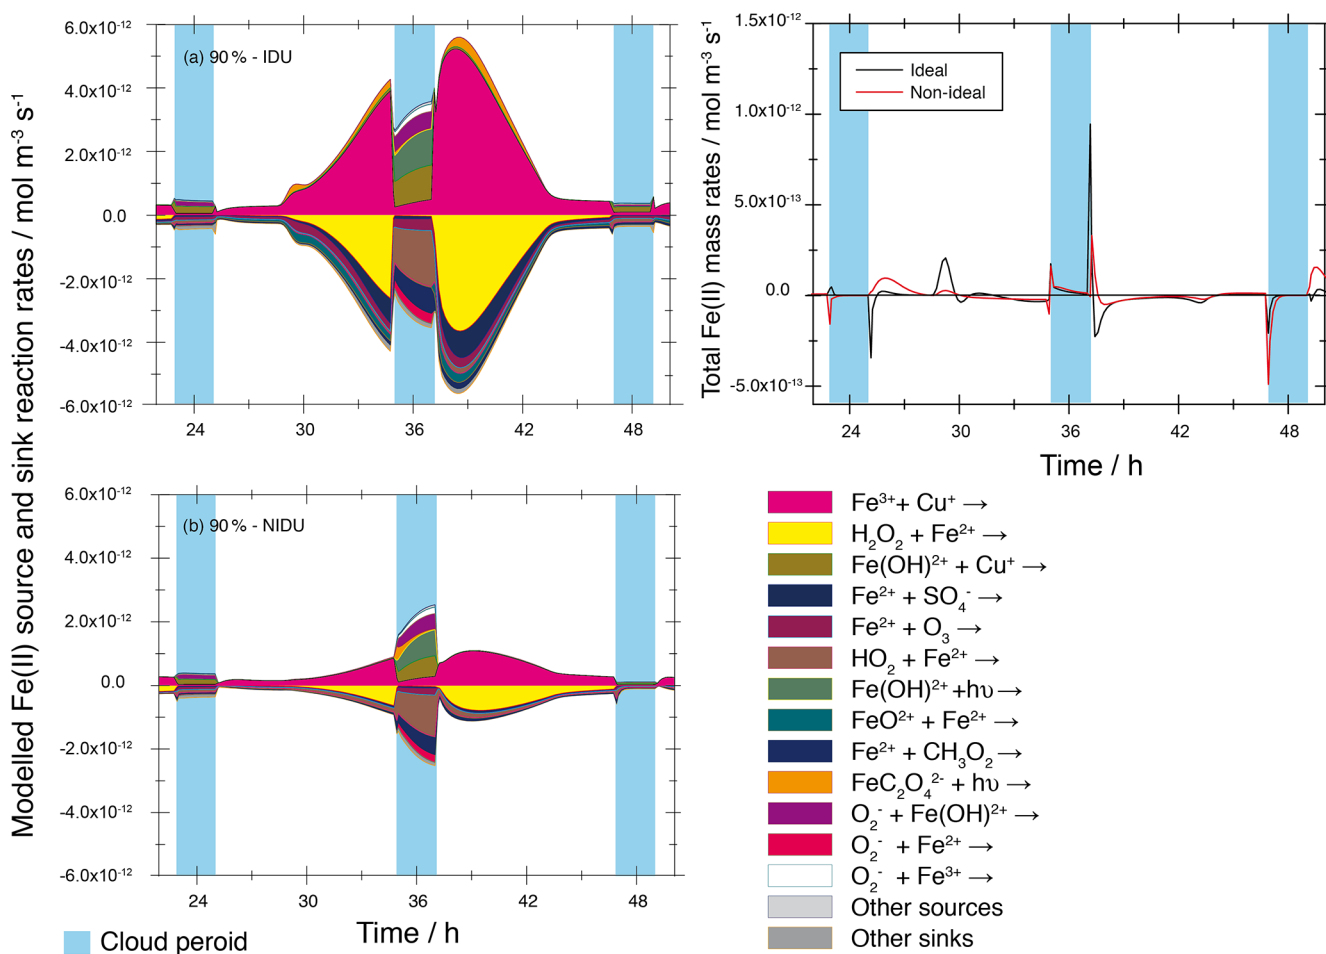 Modelled Fe(II) source and sink reaction rates / mol m⁻³ s⁻¹
6.0x10⁻¹²
4.0x10⁻¹²
2.0x10⁻¹²
0.0
-2.0x10⁻¹²
-4.0x10⁻¹²
-6.0x10⁻¹²
(a) 90 % - IDU
24 30 36 42 48
6.0x10⁻¹²
4.0x10⁻¹²
2.0x10⁻¹²
0.0
-2.0x10⁻¹²
-4.0x10⁻¹²
-6.0x10⁻¹²
(b) 90 % - NIDU
24 30 36 42 48
Time / h
Cloud peroid
Total Fe(II) mass rates / mol m⁻³ s⁻¹
1.5x10⁻¹²
1.0x10⁻¹²
5.0x10⁻¹³
0.0
-5.0x10⁻¹³
Ideal
Non-ideal
24 30 36 42 48
Time / h
Fe³⁺ + Cu⁺ →
H₂O₂ + Fe²⁺ →
Fe(OH)²⁺ + Cu⁺ →
Fe²⁺ + SO₄⁻ →
Fe²⁺ + O₃ →
HO₂ + Fe²⁺ →
Fe(OH)²⁺ +hυ →
FeO²⁺ + Fe²⁺ →
Fe²⁺ + CH₃O₂ →
FeC₂O₄²⁻ + hυ →
O₂⁻ + Fe(OH)²⁺ →
O₂⁻ + Fe²⁺ →
O₂⁻ + Fe³⁺ →
Other sources
Other sinks